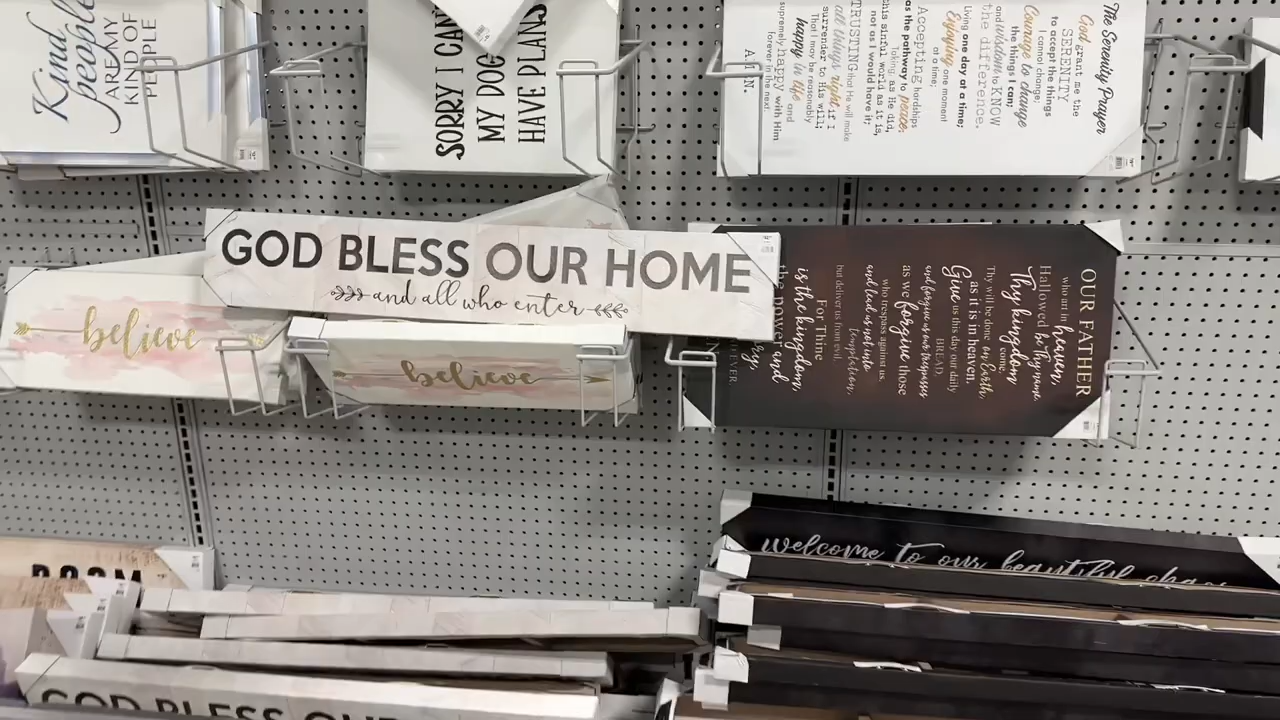 Kind
people
ARE MY
KIND OF
PEOPLE
SORRY I CAN'T
MY DOG
HAVE PLANS
The Serenity Prayer
God grant me the
SERENITY
to accept the things
I cannot change;
Courage to change
the things I can;
and wisdom to KNOW
the difference.
Living one day at a time;
Enjoying one moment
at a time;
Accepting hardships
as the pathway to peace;
Taking, as He did,
this sinful world as it is,
not as I would have it;
TRUSTING that He will make
all things right if I
surrender to His will;
That I may be reasonably
happy in life and
supremely happy with Him
forever in the next.
AMEN.
GOD BLESS OUR HOME
and all who enter
believe
believe
OUR FATHER
who art in heaven,
Hallowed be Thy name,
Thy kingdom
come,
Thy will be done on Earth,
as it is in heaven.
Give us this day our daily
BREAD,
and forgive us our trespasses
as we forgive those
who trespass against us,
and lead us not into
temptation,
but deliver us from evil.
For Thine
is the kingdom,
the power and
welcome to our beautiful chaos
ROOM
GOD BLESS OUR